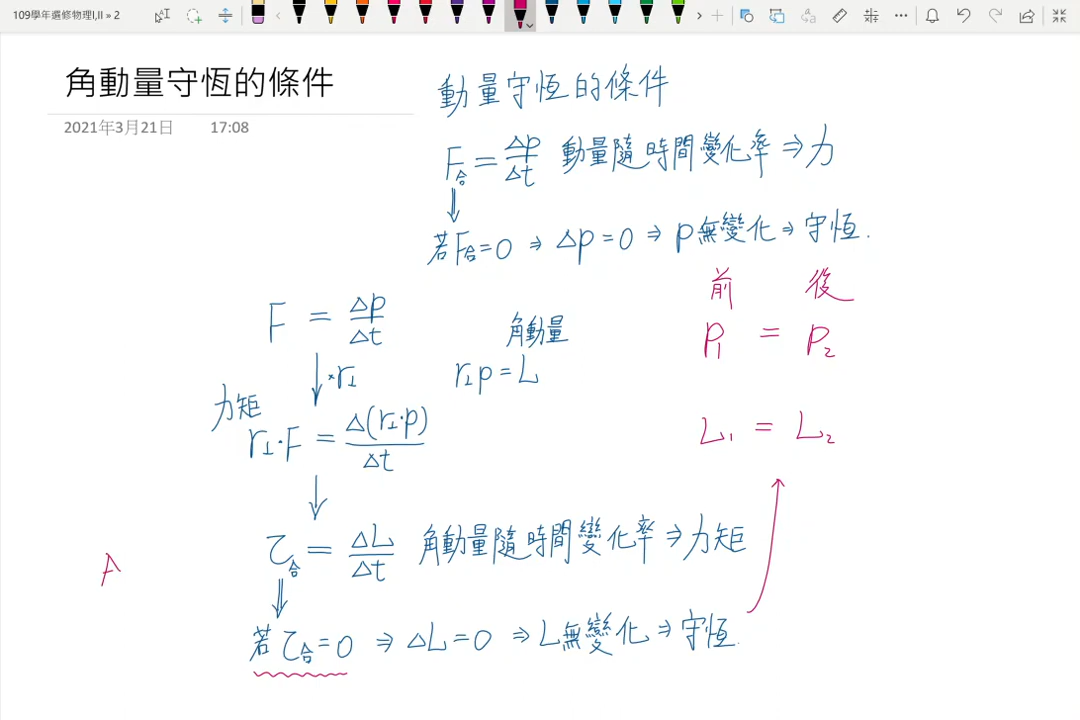 109學年選修物理I,II » 2
角動量守恆的條件
2021年3月21日 17:08
動量守恆的條件
F合 = Δp/Δt 動量隨時間變化率 ⇒ 力
若F合=0 ⇒ Δp=0 ⇒ p無變化 ⇒ 守恆.
前 後
P₁ = P₂
L₁ = L₂
F = Δp/Δt
×r⊥
角動量
r⊥p = L
力矩
r⊥·F = Δ(r⊥·p)/Δt
τ合 = ΔL/Δt 角動量隨時間變化率 ⇒ 力矩
若τ合=0 ⇒ ΔL=0 ⇒ L無變化 ⇒ 守恆.